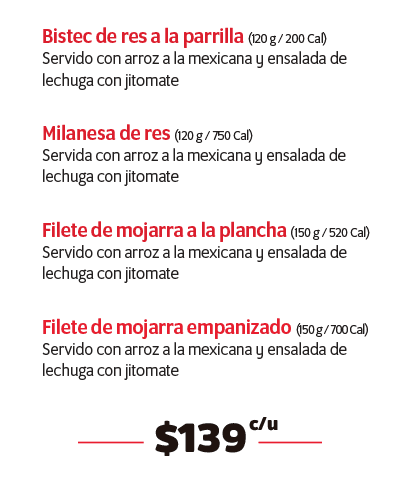 Bistec de res a la parrilla (120 g / 200 Cal)
Servido con arroz a la mexicana y ensalada de
lechuga con jitomate
Milanesa de res (120 g / 750 Cal)
Servida con arroz a la mexicana y ensalada de
lechuga con jitomate
Filete de mojarra a la plancha (150 g / 520 Cal)
Servido con arroz a la mexicana y ensalada de
lechuga con jitomate
Filete de mojarra empanizado (150 g / 700 Cal)
Servido con arroz a la mexicana y ensalada de
lechuga con jitomate
$139 c/u